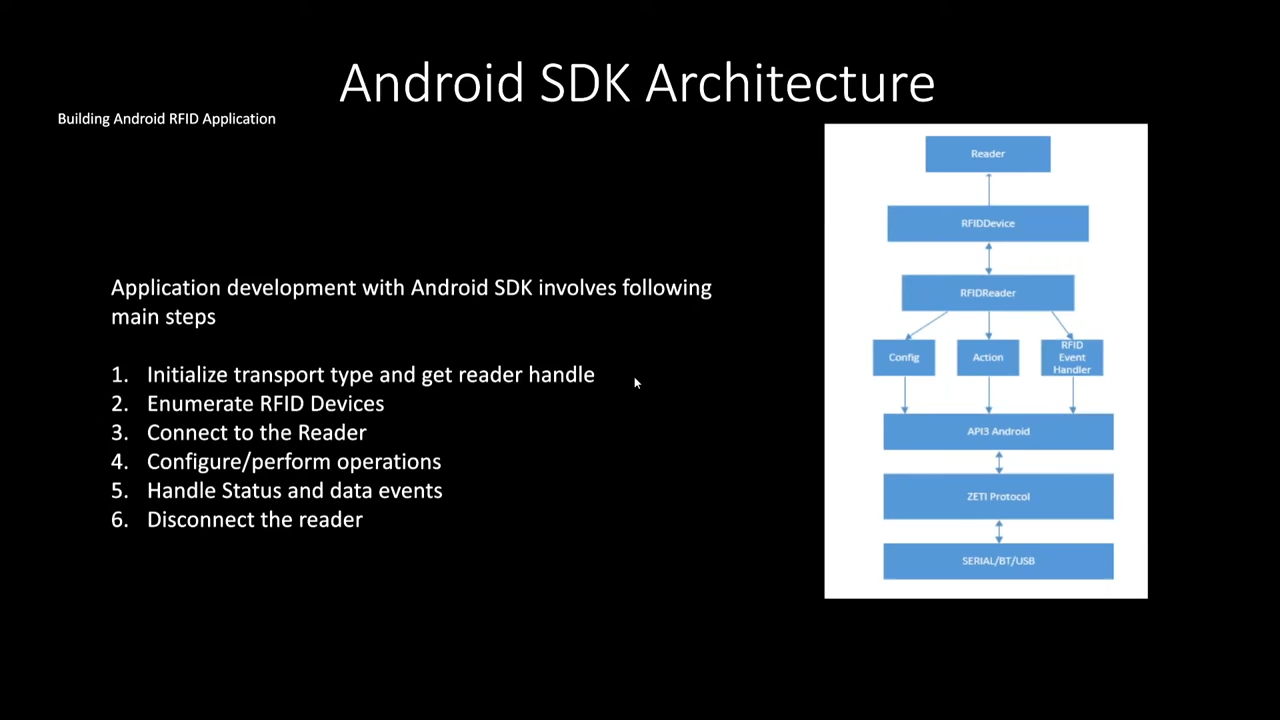 Android SDK Architecture
Building Android RFID Application
Application development with Android SDK involves following
main steps
1. Initialize transport type and get reader handle
2. Enumerate RFID Devices
3. Connect to the Reader
4. Configure/perform operations
5. Handle Status and data events
6. Disconnect the reader
Reader
RFIDDevice
RFIDReader
Config
Action
RFID
Event
Handler
API3 Android
ZETI Protocol
SERIAL/BT/USB